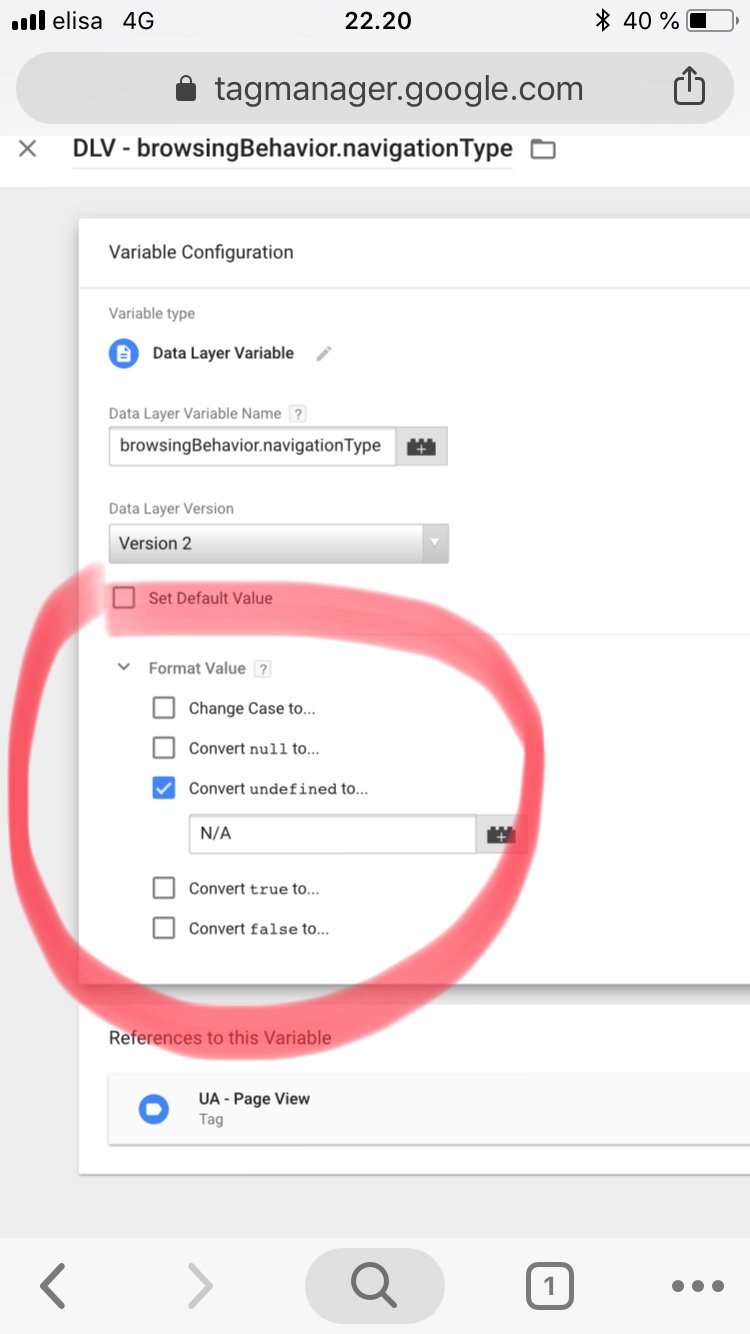 elisa 4G 22.20 40 %
tagmanager.google.com
DLV - browsingBehavior.navigationType
Variable Configuration
Variable type
Data Layer Variable
Data Layer Variable Name ?
browsingBehavior.navigationType
Data Layer Version
Version 2
Set Default Value
Format Value ?
Change Case to...
Convert null to...
Convert undefined to...
N/A
Convert true to...
Convert false to...
References to this Variable
UA - Page View
Tag
1